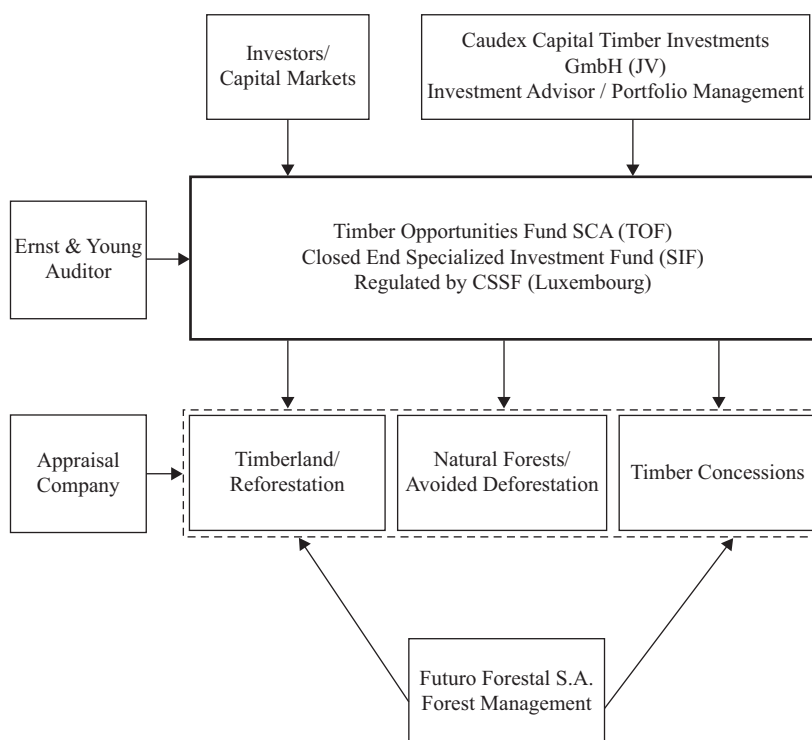 Investors/
Capital Markets
Caudex Capital Timber Investments
GmbH (JV)
Investment Advisor / Portfolio Management
Ernst & Young
Auditor
Timber Opportunities Fund SCA (TOF)
Closed End Specialized Investment Fund (SIF)
Regulated by CSSF (Luxembourg)
Appraisal
Company
Timberland/
Reforestation
Natural Forests/
Avoided Deforestation
Timber Concessions
Futuro Forestal S.A.
Forest Management